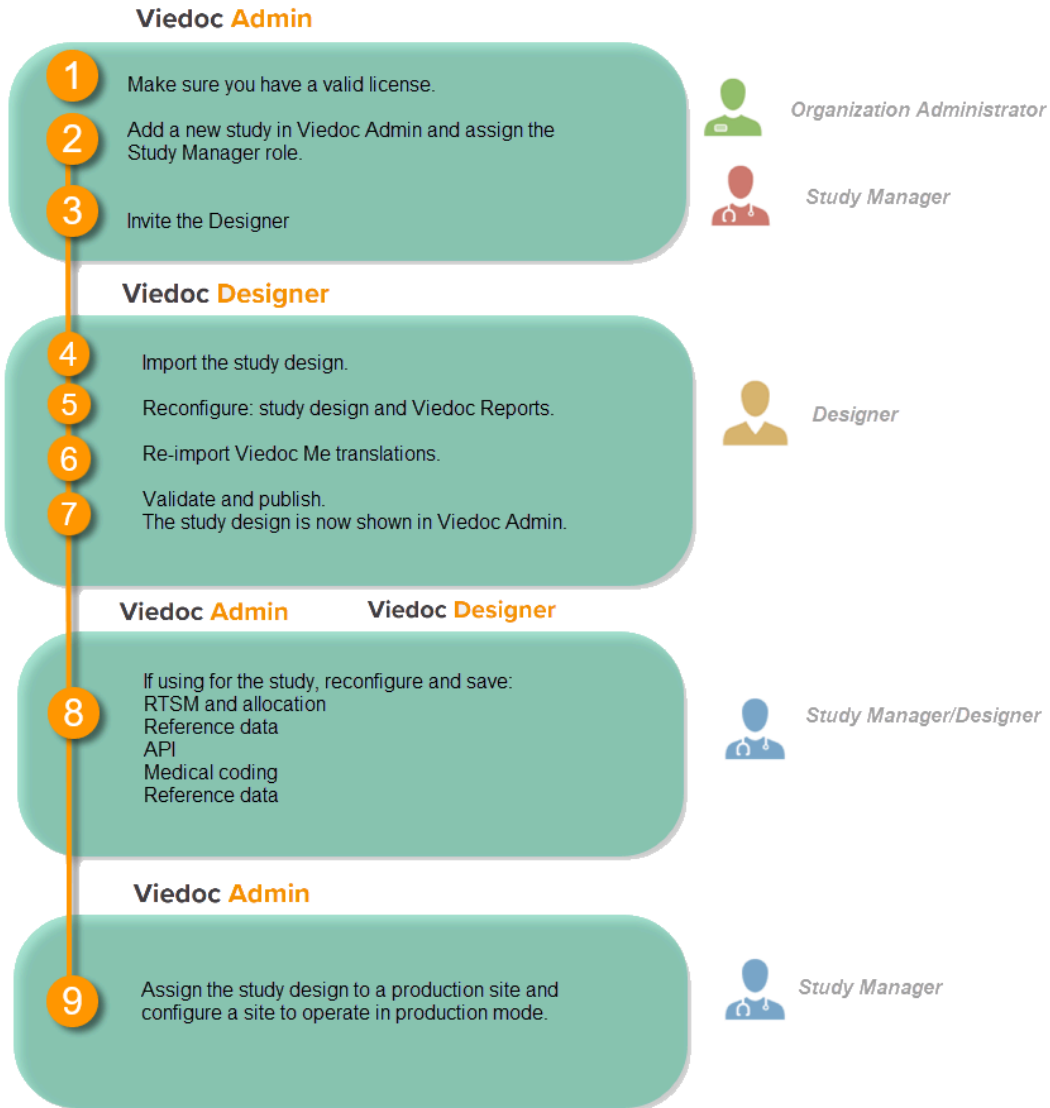 Viedoc Admin
1
Make sure you have a valid license.
2
Add a new study in Viedoc Admin and assign the
Study Manager role.
3
Invite the Designer
Organization Administrator
Study Manager
Viedoc Designer
4
Import the study design.
5
Reconfigure: study design and Viedoc Reports.
6
Re-import Viedoc Me translations.
7
Validate and publish.
The study design is now shown in Viedoc Admin.
Designer
Viedoc Admin
Viedoc Designer
8
If using for the study, reconfigure and save:
RTSM and allocation
Reference data
API
Medical coding
Reference data
Study Manager/Designer
Viedoc Admin
9
Assign the study design to a production site and
configure a site to operate in production mode.
Study Manager